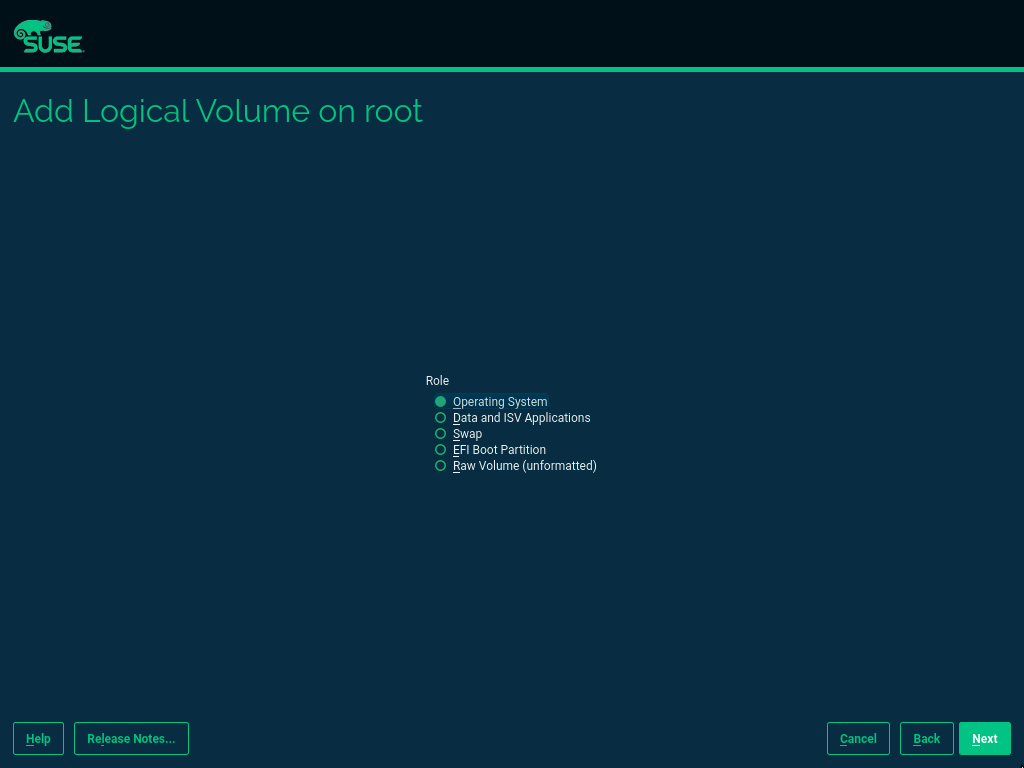 SUSE
Add Logical Volume on root
Role
Operating System
Data and ISV Applications
Swap
EFI Boot Partition
Raw Volume (unformatted)
Help
Release Notes...
Cancel
Back
Next